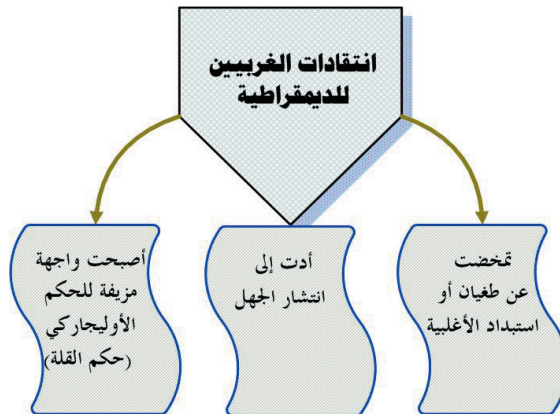 انتقادات الغربيين
للديمقراطية
تمخضت
عن طغيان أو
استبداد الأغلبية
أدت إلى
انتشار الجهل
أصبحت واجهة
مزيفة للحكم
الأوليجاركي
(حكم القلة)